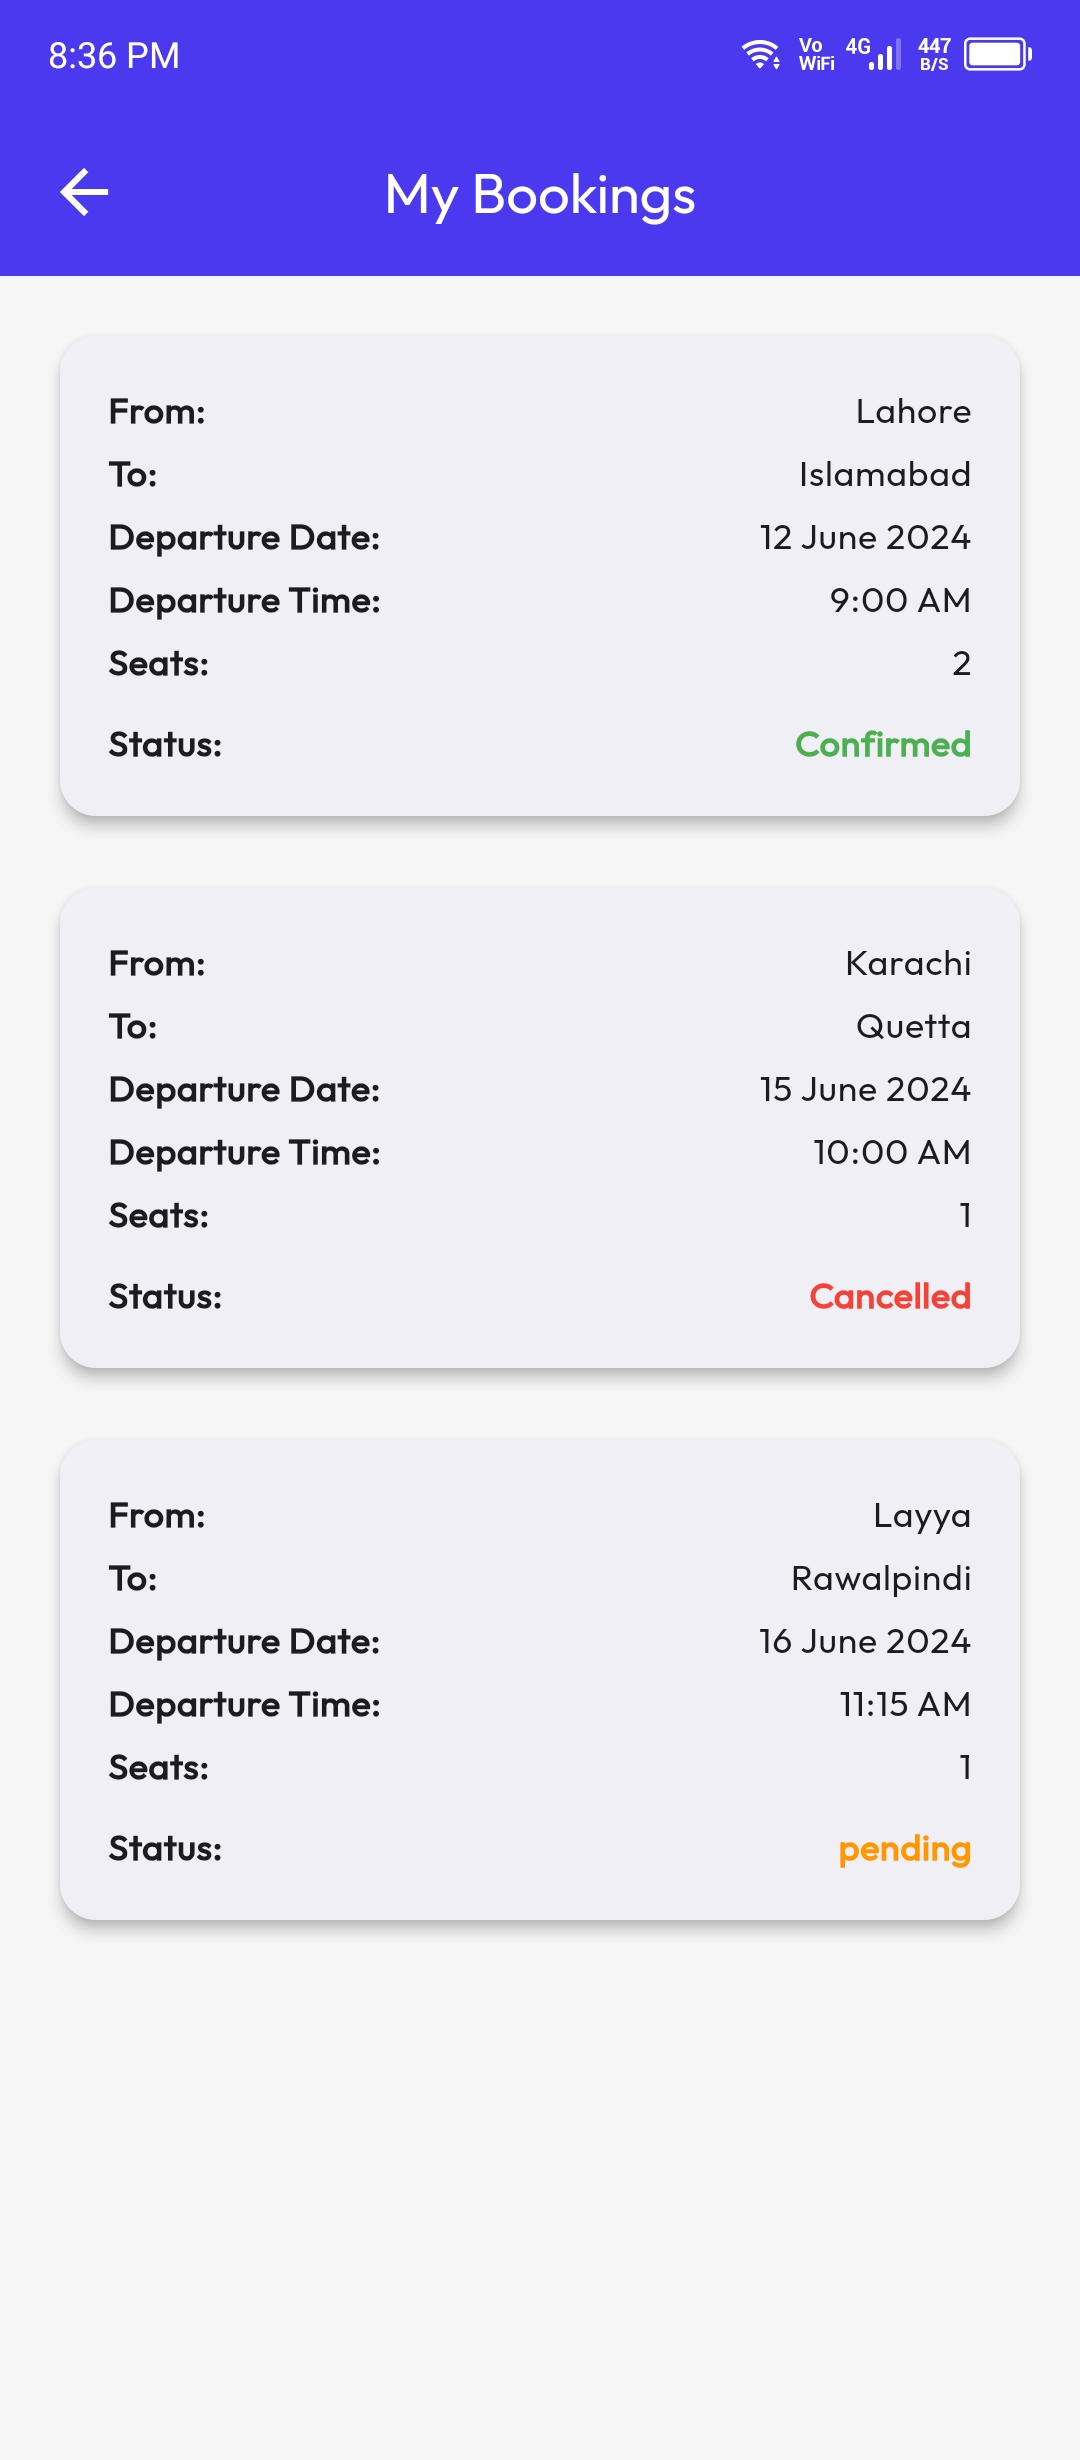 8:36 PM Vo WiFi 4G 447 B/S
My Bookings
From: Lahore
To: Islamabad
Departure Date: 12 June 2024
Departure Time: 9:00 AM
Seats: 2
Status: Confirmed
From: Karachi
To: Quetta
Departure Date: 15 June 2024
Departure Time: 10:00 AM
Seats: 1
Status: Cancelled
From: Layya
To: Rawalpindi
Departure Date: 16 June 2024
Departure Time: 11:15 AM
Seats: 1
Status: pending